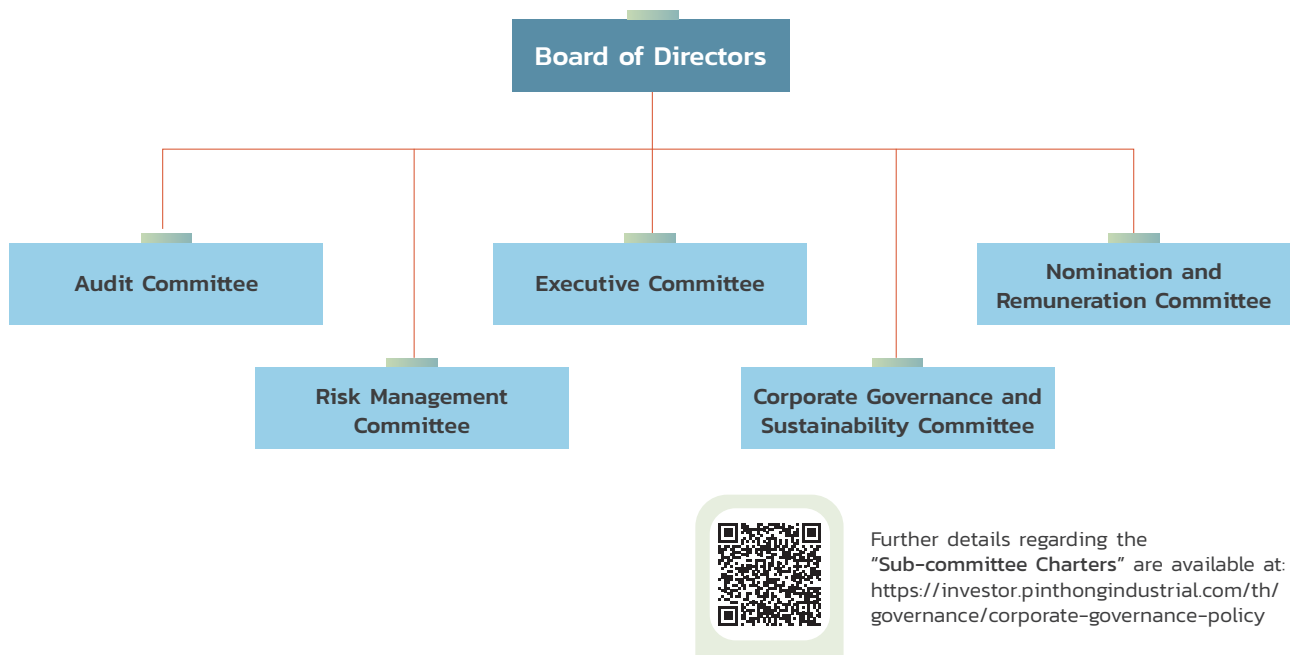 Board of Directors
Audit Committee
Executive Committee
Nomination and
Remuneration Committee
Risk Management
Committee
Corporate Governance and
Sustainability Committee
Further details regarding the
“Sub-committee Charters” are available at:
https://investor.pinthongindustrial.com/th/
governance/corporate-governance-policy